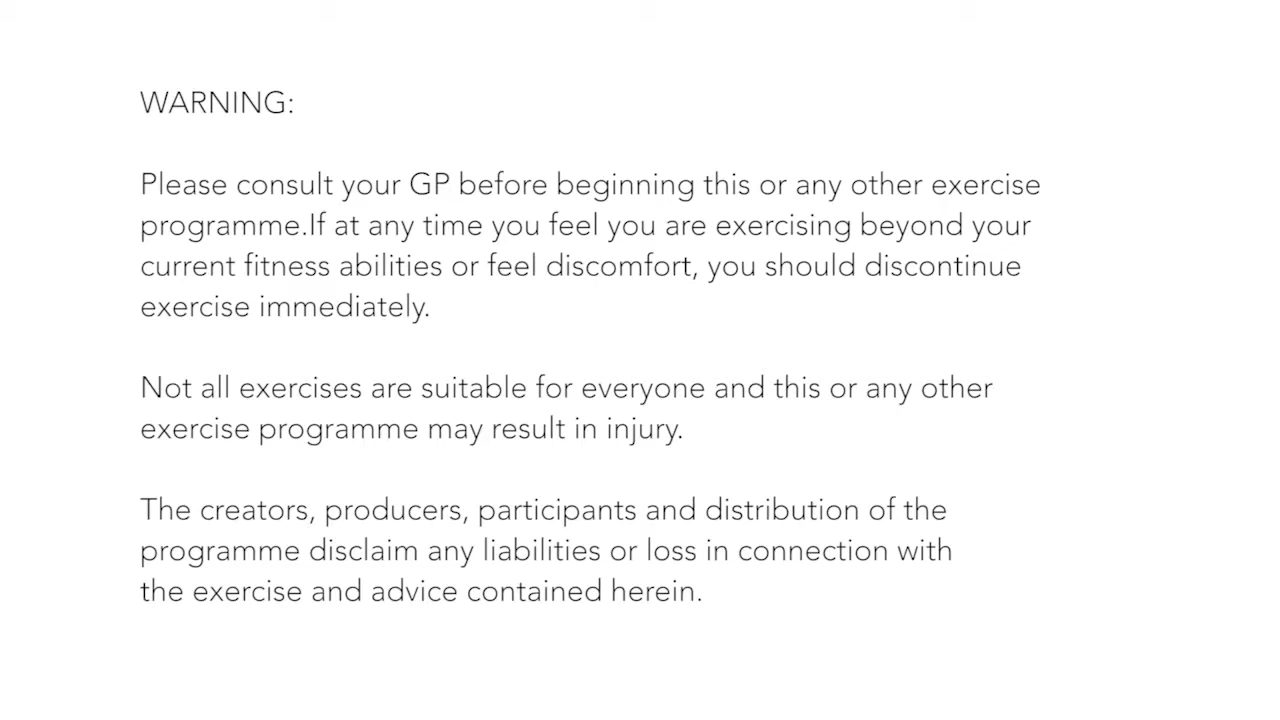 WARNING:
Please consult your GP before beginning this or any other exercise
programme.If at any time you feel you are exercising beyond your
current fitness abilities or feel discomfort, you should discontinue
exercise immediately.
Not all exercises are suitable for everyone and this or any other
exercise programme may result in injury.
The creators, producers, participants and distribution of the
programme disclaim any liabilities or loss in connection with
the exercise and advice contained herein.